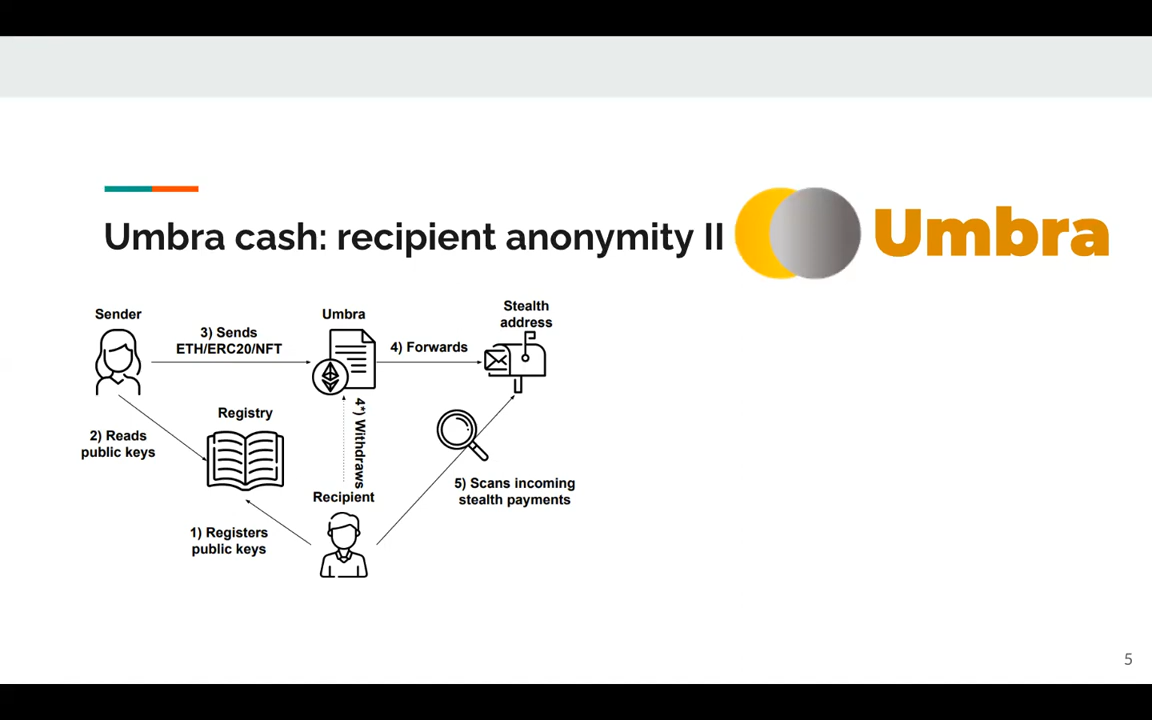 Umbra cash: recipient anonymity II
Umbra
Sender
3) Sends
ETH/ERC20/NFT
Umbra
4) Forwards
Stealth
address
2) Reads
public keys
Registry
4*) Withdraws
5) Scans incoming
stealth payments
Recipient
1) Registers
public keys
5